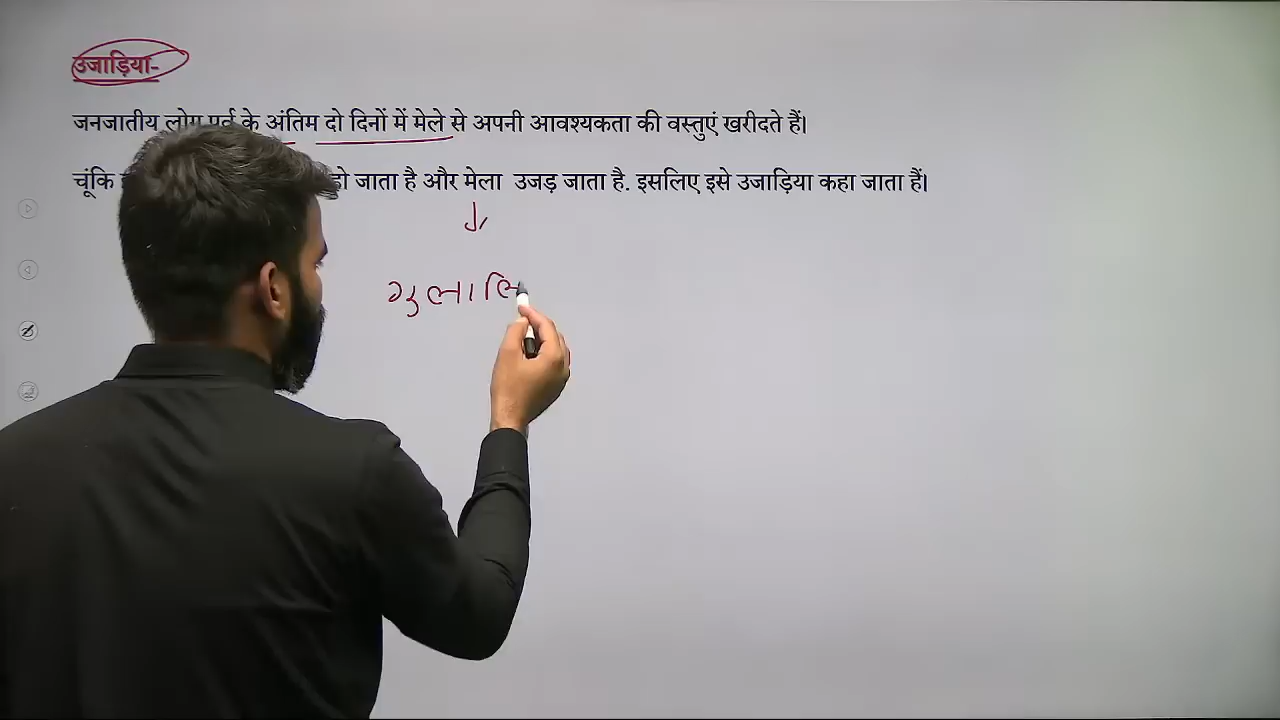 उजाड़िया-
जनजातीय लोग पर्व के अंतिम दो दिनों में मेले से अपनी आवश्यकता की वस्तुएं खरीदते हैं।
चूंकि हो जाता है और मेला उजड़ जाता है. इसलिए इसे उजाड़िया कहा जाता हैं।
गुलालि